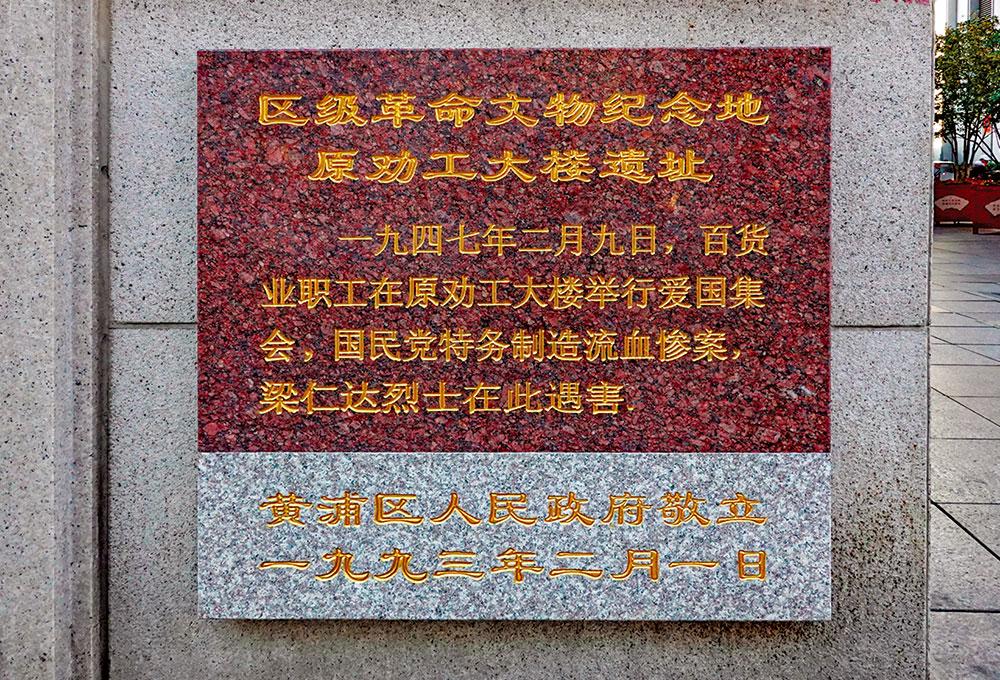 区级革命文物纪念地
原劝工大楼遗址
一九四七年二月九日，百货
业职工在原劝工大楼举行爱国集
会，国民党特务制造流血惨案，
梁仁达烈士在此遇害.
黄浦区人民政府敬立
一九九三年二月一日